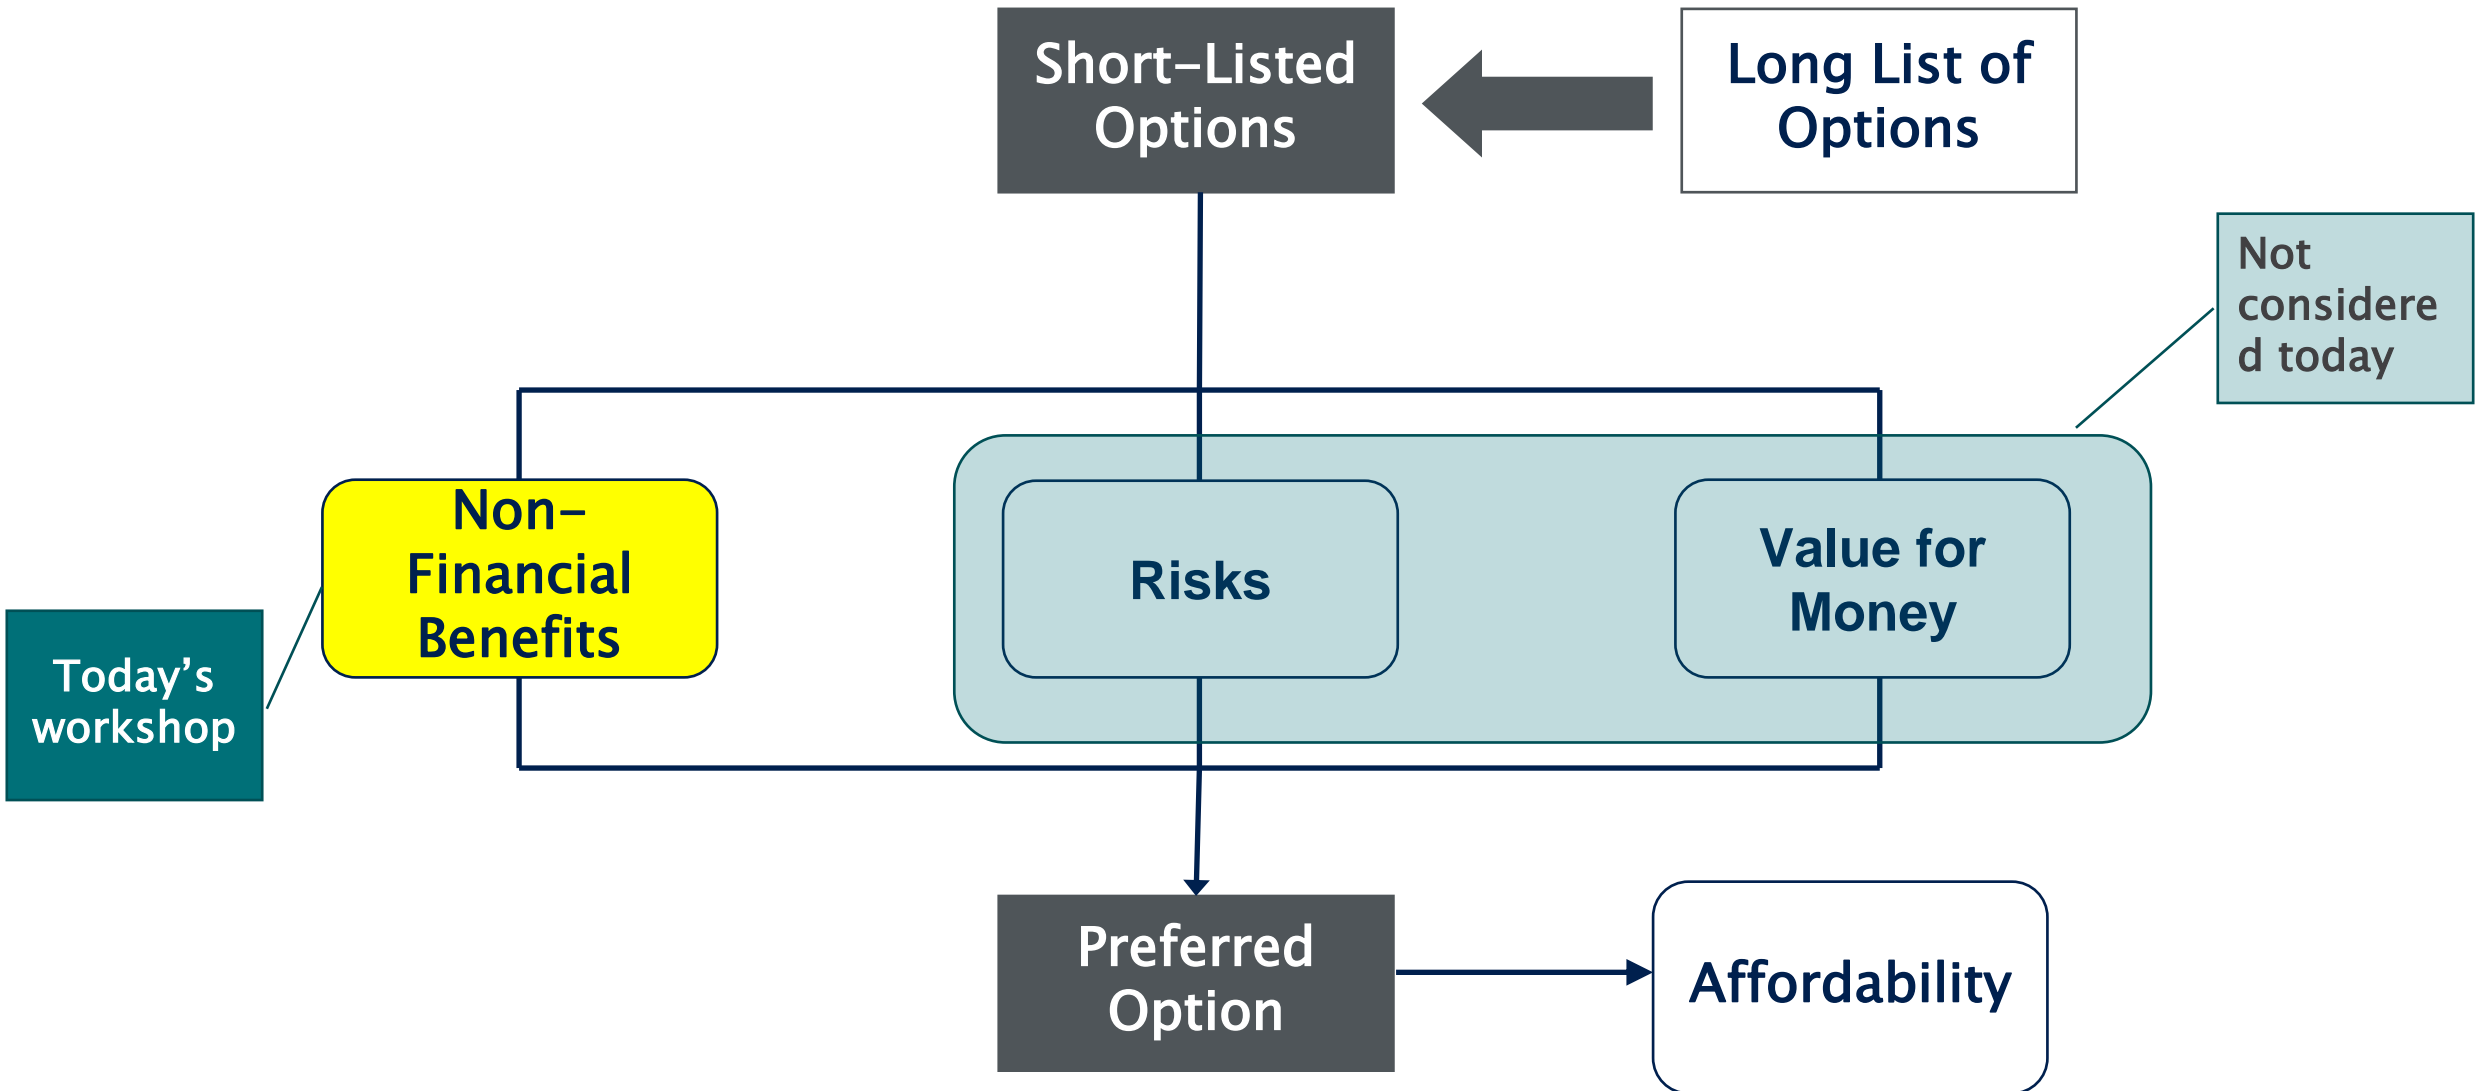 Short-Listed
Options
Long List of
Options
Not
considere
d today
Non-
Financial
Benefits
Risks
Value for
Money
Today’s
workshop
Preferred
Option
Affordability